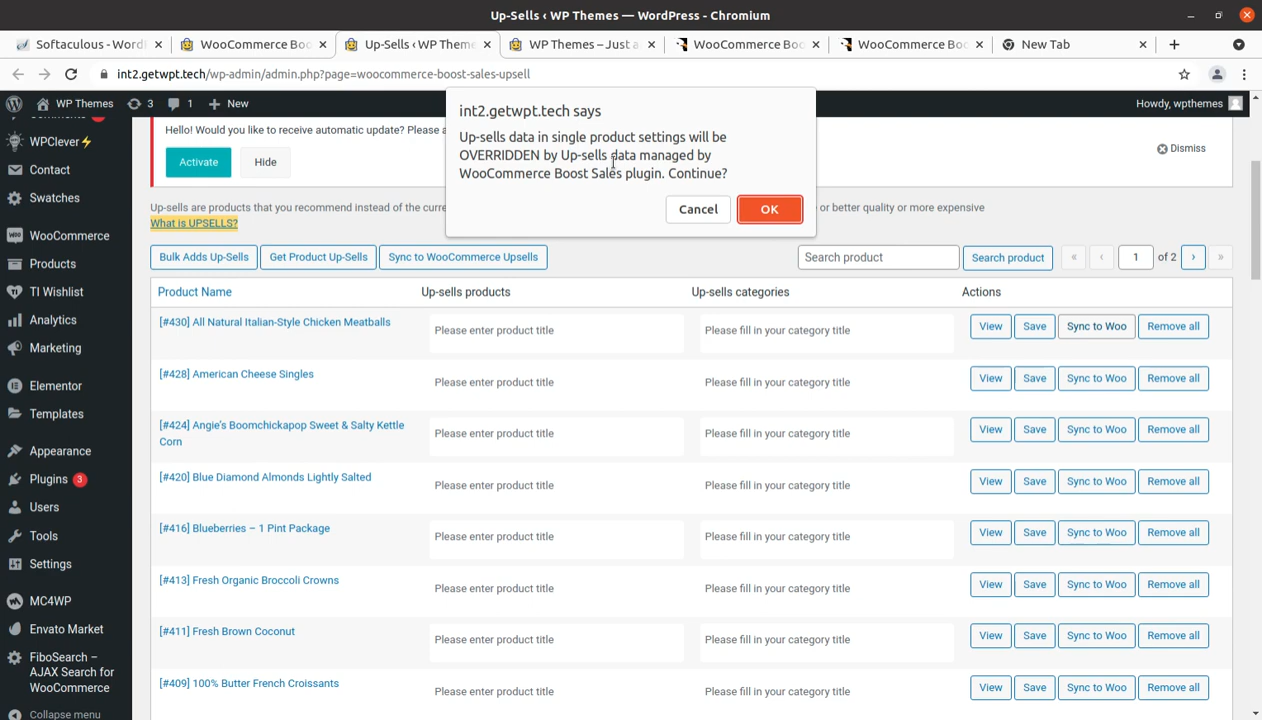 Up-Sells ‹ WP Themes — WordPress - Chromium
Softaculous - Word
WooCommerce Boo
Up-Sells ‹ WP Theme
WP Themes – Just a
WooCommerce Boo
WooCommerce Boo
New Tab
int2.getwpt.tech/wp-admin/admin.php?page=woocommerce-boost-sales-upsell
WP Themes 3 1 New
Howdy, wpthemes
WPClever
Contact
Swatches
WooCommerce
Products
TI Wishlist
Analytics
Marketing
Elementor
Templates
Appearance
Plugins 3
Users
Tools
Settings
MC4WP
Envato Market
FiboSearch –
AJAX Search for
WooCommerce
Collapse menu
Hello! Would you like to receive automatic update? Please a
Activate Hide
Dismiss
int2.getwpt.tech says
Up-sells data in single product settings will be
OVERRIDDEN by Up-sells data managed by
WooCommerce Boost Sales plugin. Continue?
Cancel OK
Up-sells are products that you recommend instead of the curre
or better quality or more expensive
What is UPSELLS?
Bulk Adds Up-Sells Get Product Up-Sells Sync to WooCommerce Upsells
Search product Search product « ‹ 1 of 2 › »
Product Name Up-sells products Up-sells categories Actions
[#430] All Natural Italian-Style Chicken Meatballs Please enter product title Please fill in your category title View Save Sync to Woo Remove all
[#428] American Cheese Singles Please enter product title Please fill in your category title View Save Sync to Woo Remove all
[#424] Angie's Boomchickapop Sweet & Salty Kettle
Corn Please enter product title Please fill in your category title View Save Sync to Woo Remove all
[#420] Blue Diamond Almonds Lightly Salted Please enter product title Please fill in your category title View Save Sync to Woo Remove all
[#416] Blueberries – 1 Pint Package Please enter product title Please fill in your category title View Save Sync to Woo Remove all
[#413] Fresh Organic Broccoli Crowns Please enter product title Please fill in your category title View Save Sync to Woo Remove all
[#411] Fresh Brown Coconut Please enter product title Please fill in your category title View Save Sync to Woo Remove all
[#409] 100% Butter French Croissants Please enter product title Please fill in your category title View Save Sync to Woo Remove all